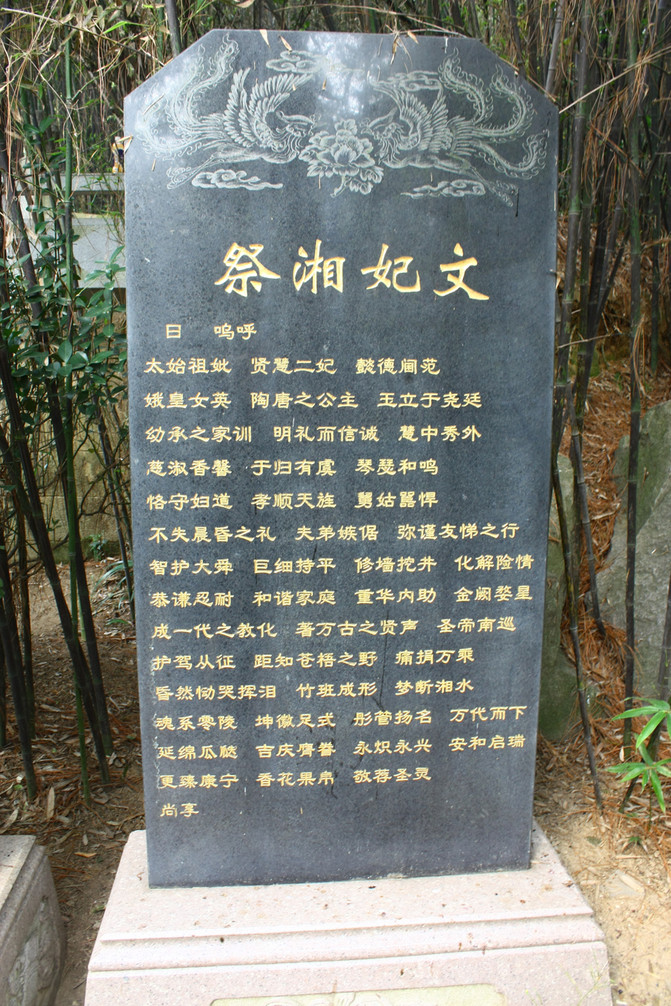 祭湘妃文
曰 呜呼
太始祖妣 贤慧二妃 懿德阃范
娥皇女英 陶唐之公主 玉立于尧廷
幼承之家训 明礼而信诚 慧中秀外
慈淑香馨 于归有虞 琴瑟和鸣
恪守妇道 孝顺天旌 舅姑嚚悍
不失晨昏之礼 夫弟嫉倨 弥谨友悌之行
智护大舜 巨细持平 修墙挖井 化解险情
恭谦忍耐 和谐家庭 重华内助 金阙婺星
成一代之教化 著万古之贤声 圣帝南巡
护驾从征 距知苍梧之野 痛捐万乘
昏然恸哭挥泪 竹班成形 梦断湘水
魂系零陵 坤徽足式 彤菅扬名 万代而下
延绵瓜瓞 吉庆齊眷 永炽永兴 安和启瑞
更臻康宁 香花果帛 敬荐圣灵
尚享